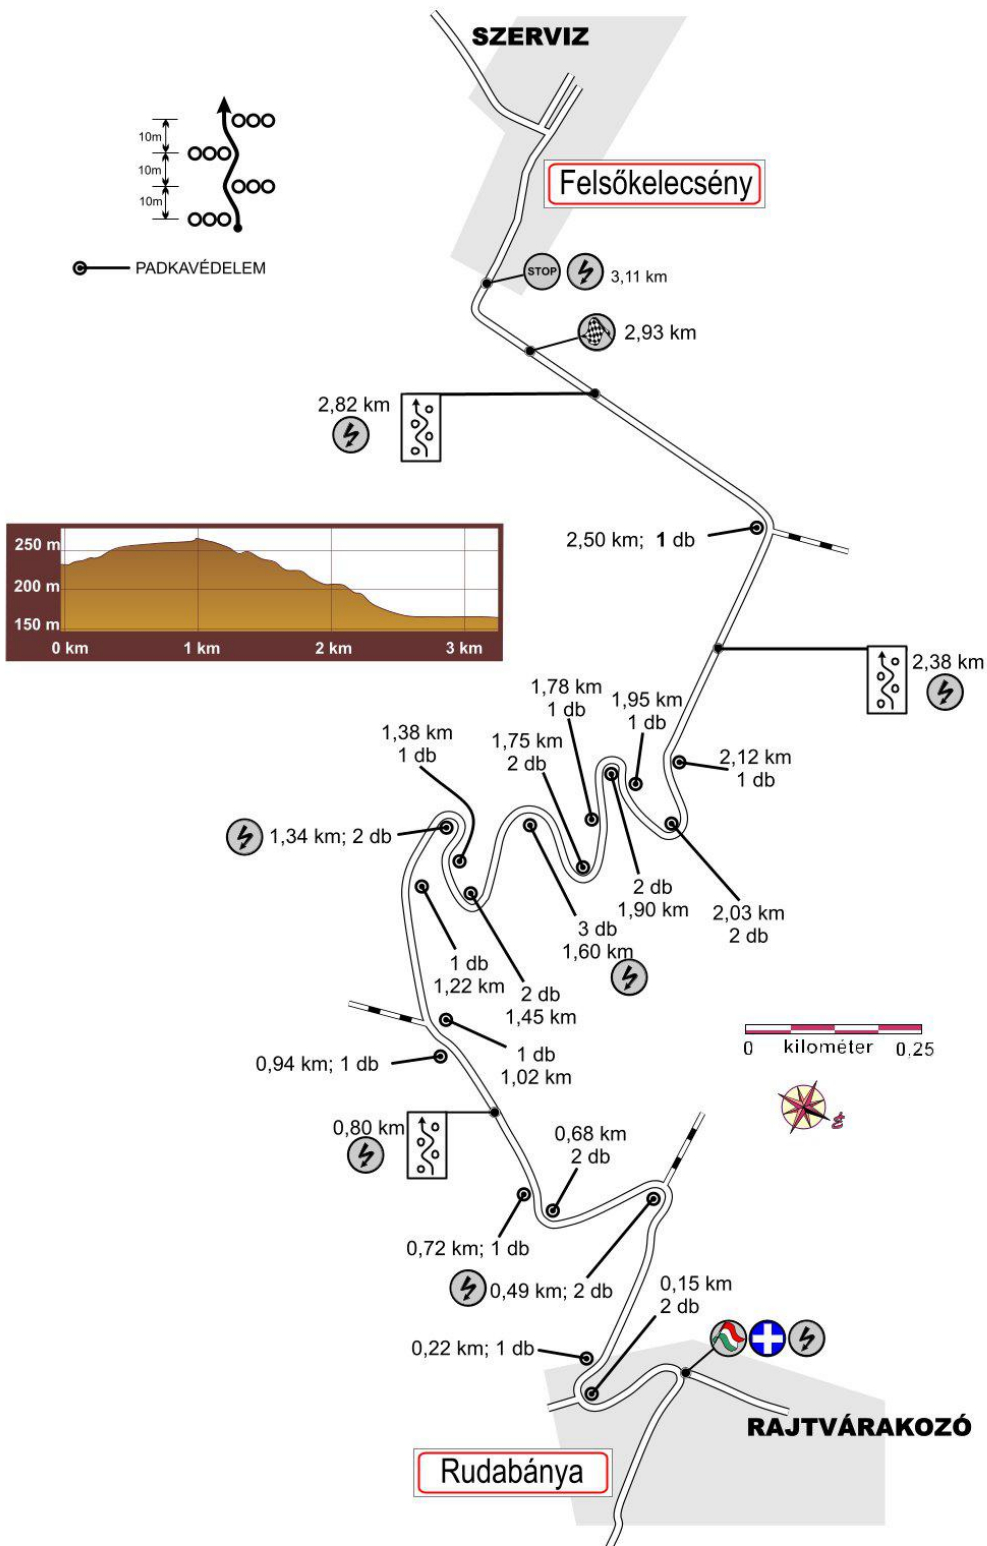 SZERVIZ
10m
10m
10m
Felsőkelecsény
PADKAVÉDELEM
STOP
3,11 km
2,93 km
2,82 km
2,50 km; 1 db
250 m
200 m
150 m
0 km
1 km
2 km
3 km
2,38 km
1,78 km
1 db
1,95 km
1 db
1,38 km
1 db
1,75 km
2 db
2,12 km
1 db
1,34 km; 2 db
2 db
1,90 km
2,03 km
2 db
3 db
1,60 km
1 db
1,22 km
2 db
1,45 km
1 db
1,02 km
0,94 km; 1 db
0
kilométer
0,25
É
0,80 km
0,68 km
2 db
0,72 km; 1 db
0,49 km; 2 db
0,15 km
2 db
0,22 km; 1 db
RAJTVÁRAKOZÓ
Rudabánya